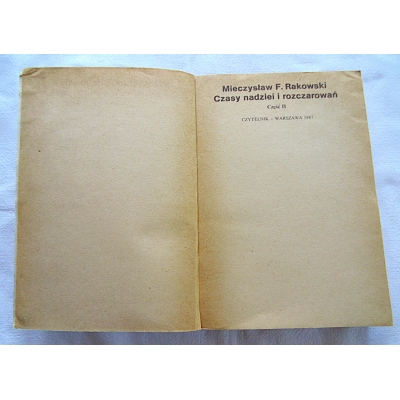 Mieczysław F. Rakowski
Czasy nadziei i rozczarowań
Część II
CZYTELNIK • WARSZAWA 1987